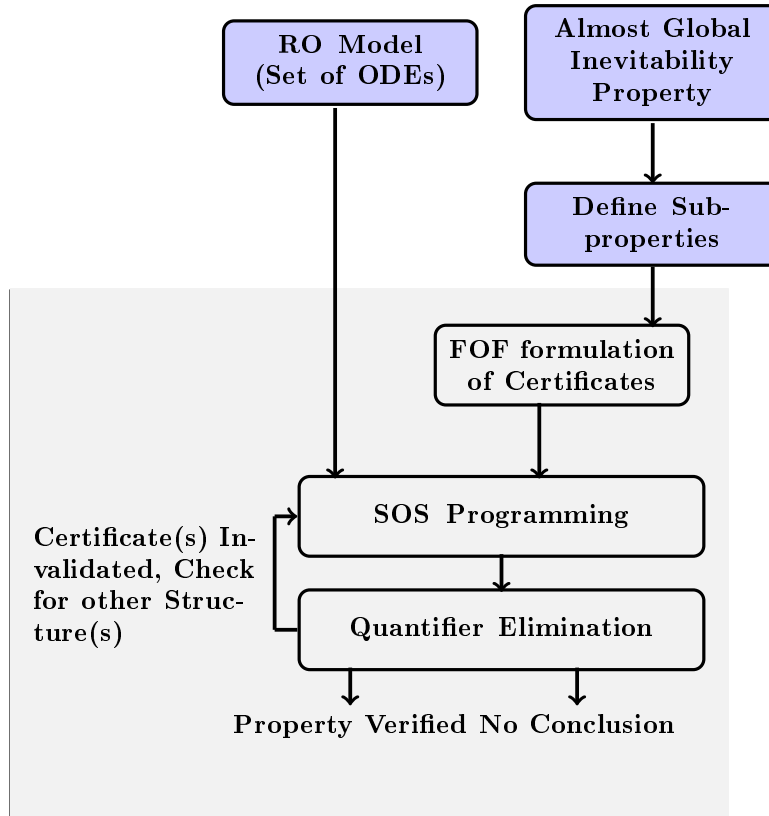 RO Model
(Set of ODEs)
Almost Global
Inevitability
Property
Define Sub-
properties
FOF formulation
of Certificates
SOS Programming
Certificate(s) In-
validated, Check
for other Struc-
ture(s)
Quantifier Elimination
Property Verified No Conclusion